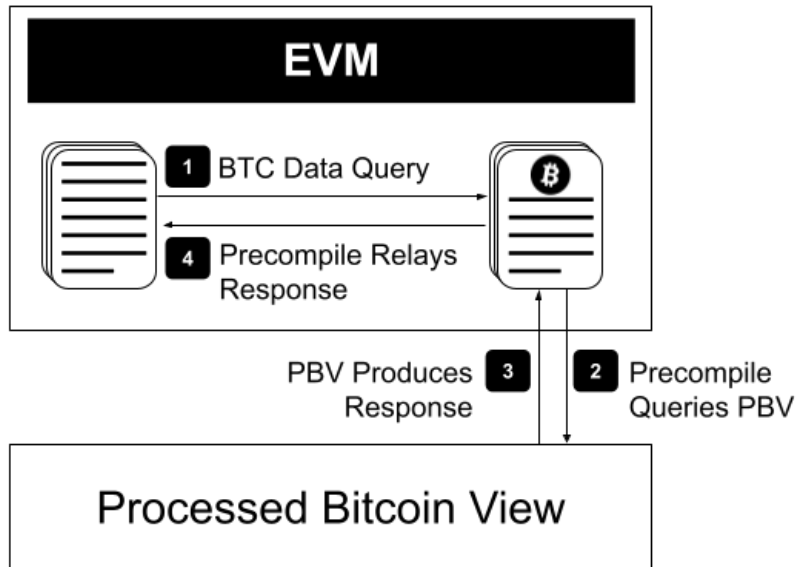 EVM
1 BTC Data Query
4 Precompile Relays
Response
PBV Produces 3
Response
2 Precompile
Queries PBV
Processed Bitcoin View